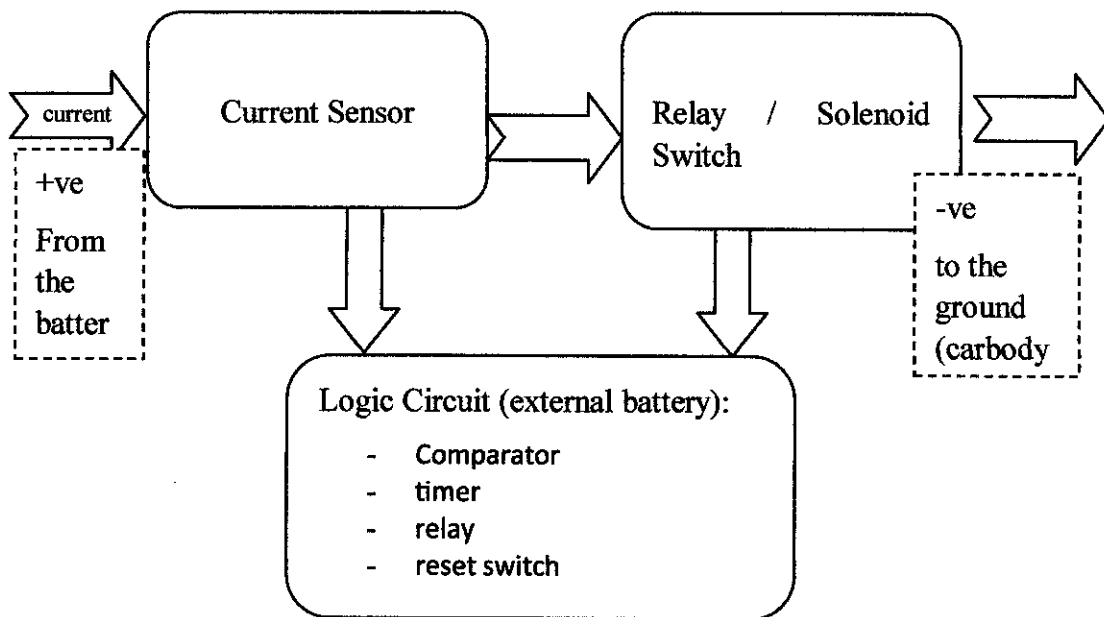 current
Current Sensor
Relay / Solenoid
Switch
+ve
From
the
batter
-ve
to the
ground
(carbody
Logic Circuit (external battery):
- Comparator
- timer
- relay
- reset switch